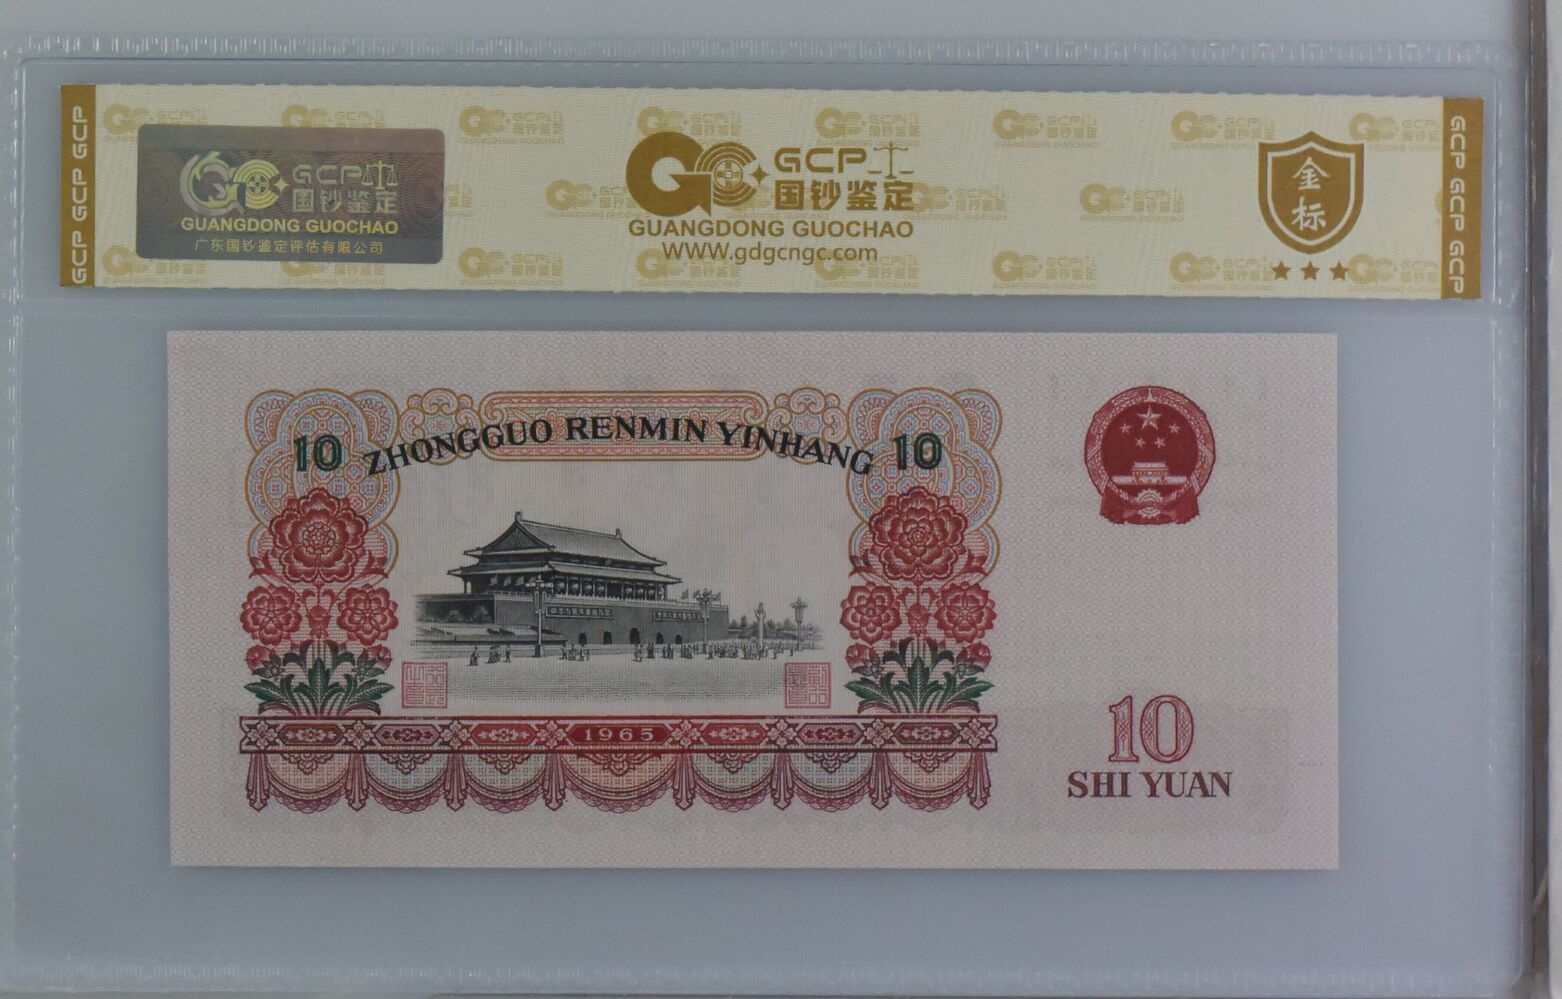 GCP GCP GCP
GCP
国钞鉴定
GUANGDONG GUOCHAO
广东国钞鉴定评估有限公司
GCP
国钞鉴定
GUANGDONG GUOCHAO
WWW.gdgcngc.com
金
标
GCP GCP GCP
10 ZHONGGUO RENMIN YINHANG 10
1965
10
SHI YUAN